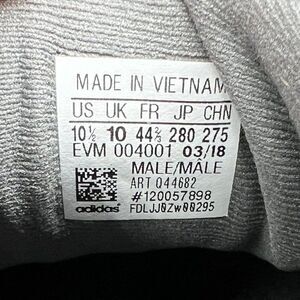 MADE IN VIETNAM
US UK FR JP CHN
10½ 10 44⅔ 280 275
EVM 004001 03/18
MALE/MÂLE
ART 044682
#120057898
adidas FDLJJ0Zw00295